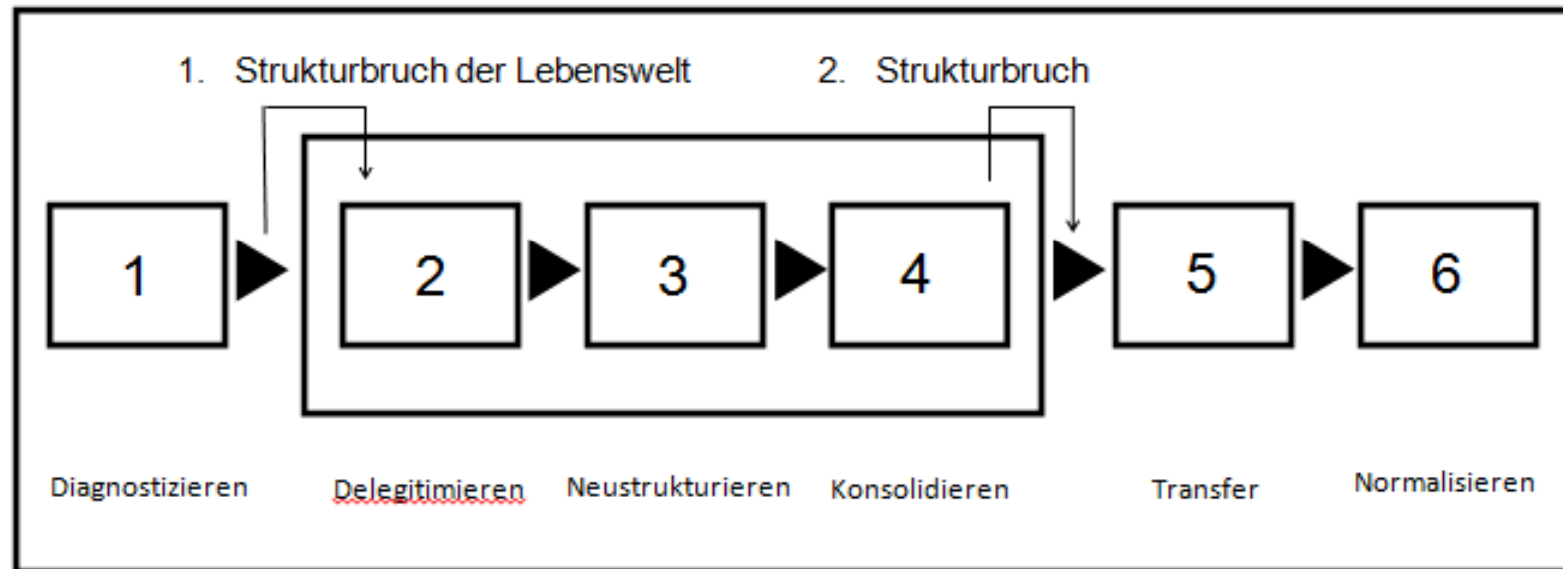 1. Strukturbruch der Lebenswelt 2. Strukturbruch
1 2 3 4 5 6
Diagnostizieren Delegitimieren Neustrukturieren Konsolidieren Transfer Normalisieren